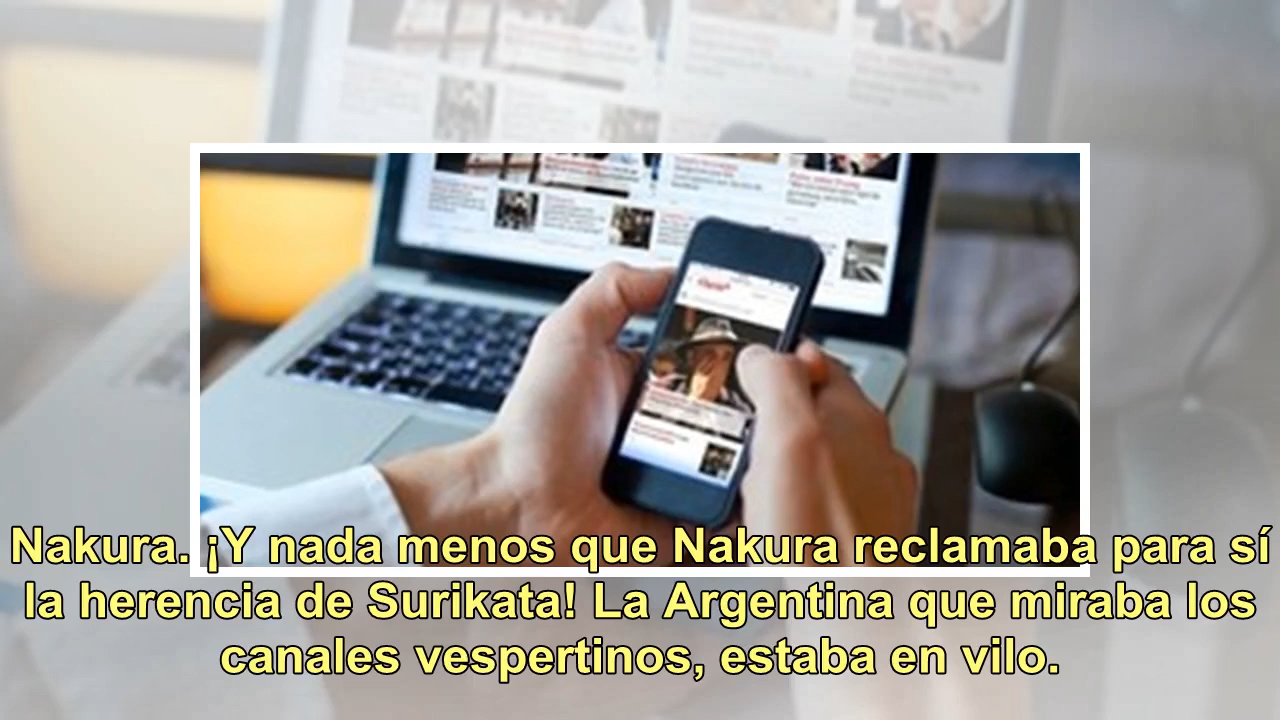 Nakura. ¡Y nada menos que Nakura reclamaba para sí
la herencia de Surikata! La Argentina que miraba los
canales vespertinos, estaba en vilo.